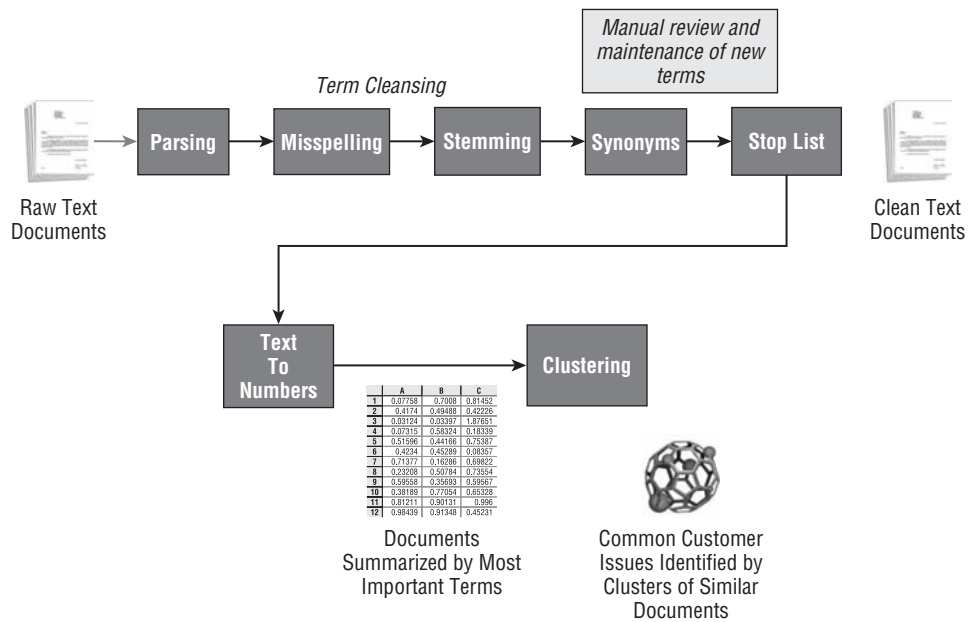 Manual review and
maintenance of new
terms
Term Cleansing
Parsing
Misspelling
Stemming
Synonyms
Stop List
Raw Text
Documents
Clean Text
Documents
Text
To
Numbers
Clustering
A B C
1 0.07758 0.7008 0.81452
2 0.4174 0.49488 0.42226
3 0.03124 0.03397 1.87651
4 0.07315 0.58324 0.18339
5 0.51596 0.44166 0.75387
6 0.4234 0.45289 0.08357
7 0.71377 0.16286 0.69822
8 0.23208 0.50784 0.73554
9 0.59558 0.35693 0.59567
10 0.38189 0.77054 0.65328
11 0.81211 0.90131 0.996
12 0.98439 0.91348 0.45231
Documents
Summarized by Most
Important Terms
Common Customer
Issues Identified by
Clusters of Similar
Documents